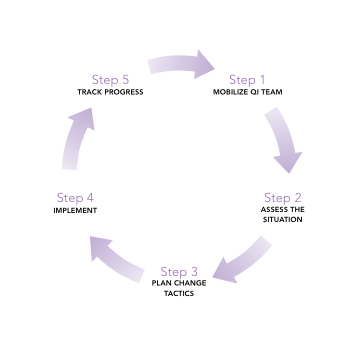 Step 1
MOBILIZE QI TEAM
Step 2
ASSESS THE
SITUATION
Step 3
PLAN CHANGE
TACTICS
Step 4
IMPLEMENT
Step 5
TRACK PROGRESS